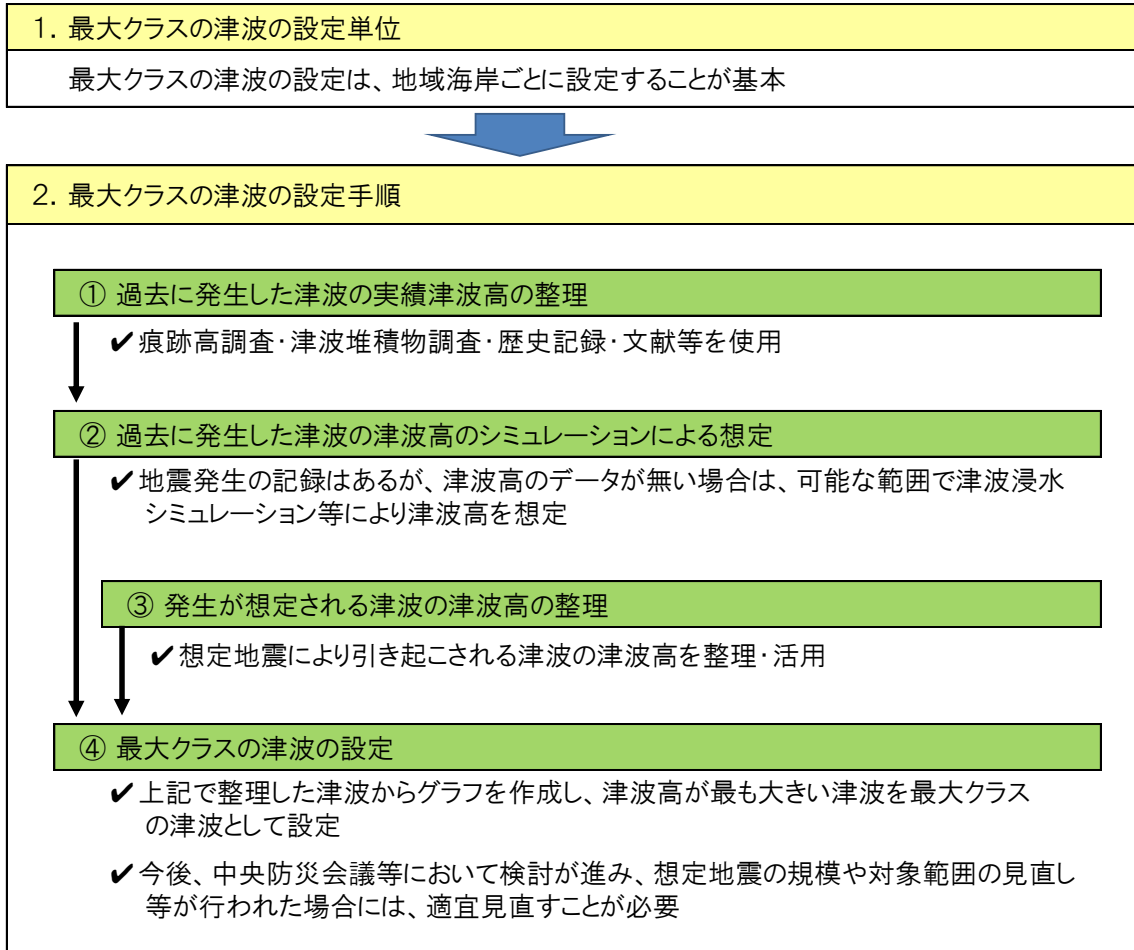 1．最大クラスの津波の設定単位
最大クラスの津波の設定は、地域海岸ごとに設定することが基本
2．最大クラスの津波の設定手順
① 過去に発生した津波の実績津波高の整理
✔痕跡高調査･津波堆積物調査･歴史記録･文献等を使用
② 過去に発生した津波の津波高のシミュレーションによる想定
✔地震発生の記録はあるが、津波高のデータが無い場合は、可能な範囲で津波浸水
シミュレーション等により津波高を想定
③ 発生が想定される津波の津波高の整理
✔想定地震により引き起こされる津波の津波高を整理･活用
④ 最大クラスの津波の設定
✔上記で整理した津波からグラフを作成し、津波高が最も大きい津波を最大クラス
の津波として設定
✔今後、中央防災会議等において検討が進み、想定地震の規模や対象範囲の見直し
等が行われた場合には、適宜見直すことが必要